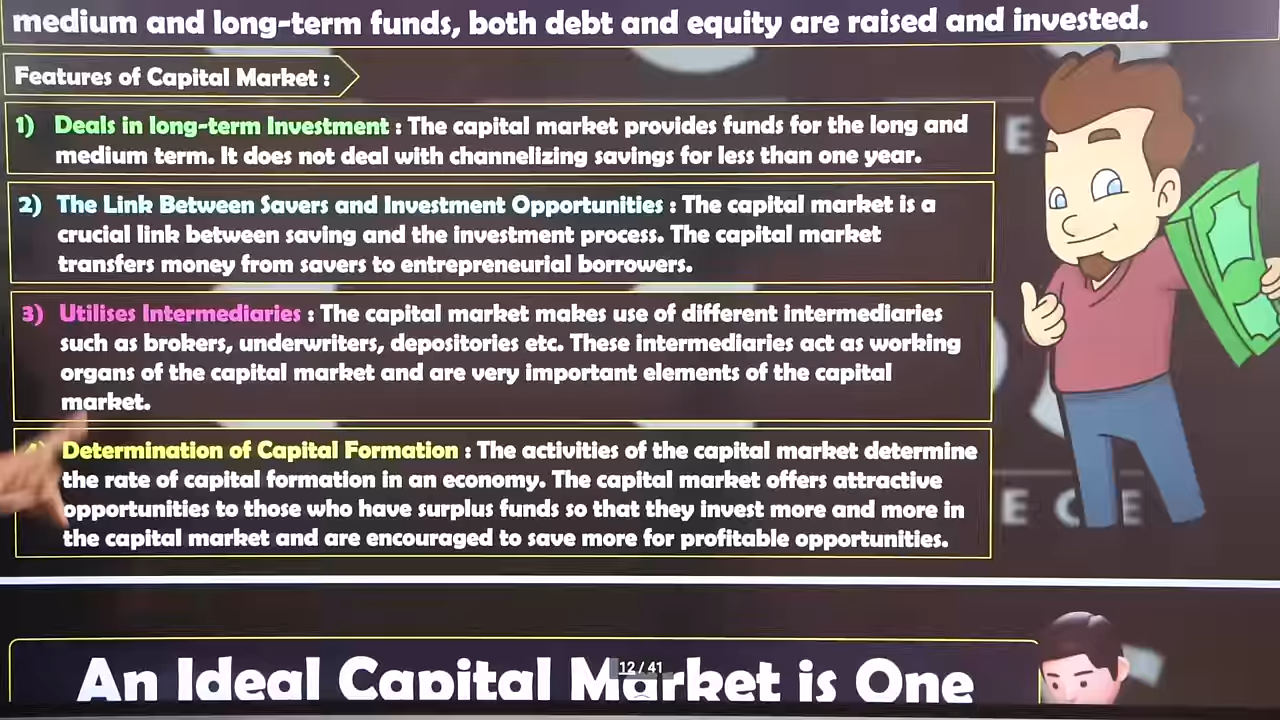 medium and long-term funds, both debt and equity are raised and invested.
Features of Capital Market :
1) Deals in long-term Investment : The capital market provides funds for the long and
medium term. It does not deal with channelizing savings for less than one year.
2) The Link Between Savers and Investment Opportunities : The capital market is a
crucial link between saving and the investment process. The capital market
transfers money from savers to entrepreneurial borrowers.
3) Utilises Intermediaries : The capital market makes use of different intermediaries
such as brokers, underwriters, depositories etc. These intermediaries act as working
organs of the capital market and are very important elements of the capital
market.
4) Determination of Capital Formation : The activities of the capital market determine
the rate of capital formation in an economy. The capital market offers attractive
opportunities to those who have surplus funds so that they invest more and more in
the capital market and are encouraged to save more for profitable opportunities.
An Ideal Capital Market is One
12 / 41